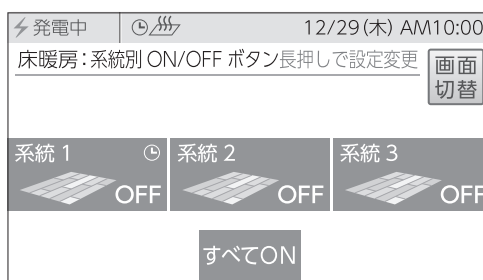 発電中 12/29(木) AM10:00
床暖房:系統別 ON/OFF ボタン長押しで設定変更
画面
切替
系統 1 系統 2 系統 3
OFF OFF OFF
すべてON